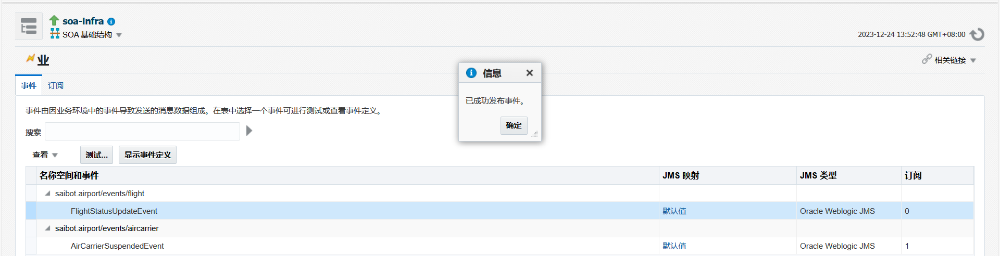 soa-infra
SOA 基础结构
2023-12-24 13:52:48 GMT+08:00
业
相关链接
信息
已成功发布事件。
确定
事件 订阅
事件由因业务环境中的事件导致发送的消息数据组成。在表中选择一个事件可进行测试或查看事件定义。
搜索
查看 测试... 显示事件定义
名称空间和事件 JMS 映射 JMS 类型 订阅
saibot.airport/events/flight
FlightStatusUpdateEvent 默认值 Oracle Weblogic JMS 0
saibot.airport/events/aircarrier
AirCarrierSuspendedEvent 默认值 Oracle Weblogic JMS 1